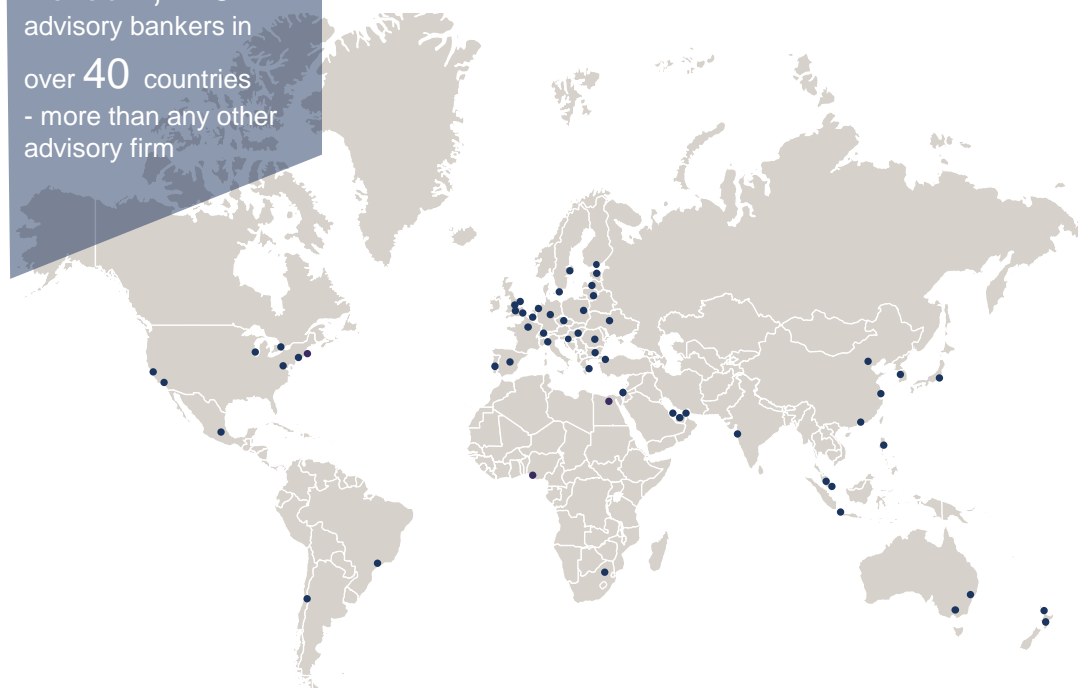 advisory bankers in
over 40 countries
- more than any other
advisory firm